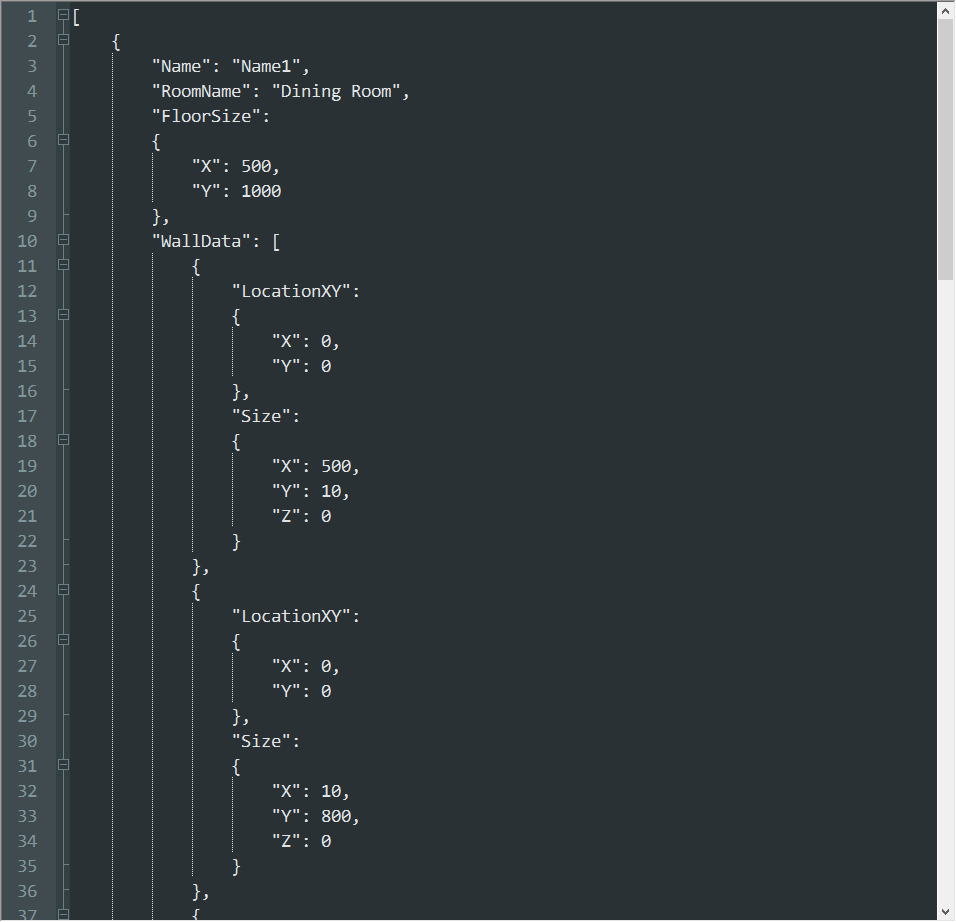 1 [
2 {
3 "Name": "Name1",
4 "RoomName": "Dining Room",
5 "FloorSize":
6 {
7 "X": 500,
8 "Y": 1000
9 },
10 "WallData": [
11 {
12 "LocationXY":
13 {
14 "X": 0,
15 "Y": 0
16 },
17 "Size":
18 {
19 "X": 500,
20 "Y": 10,
21 "Z": 0
22 }
23 },
24 {
25 "LocationXY":
26 {
27 "X": 0,
28 "Y": 0
29 },
30 "Size":
31 {
32 "X": 10,
33 "Y": 800,
34 "Z": 0
35 }
36 },
37 {